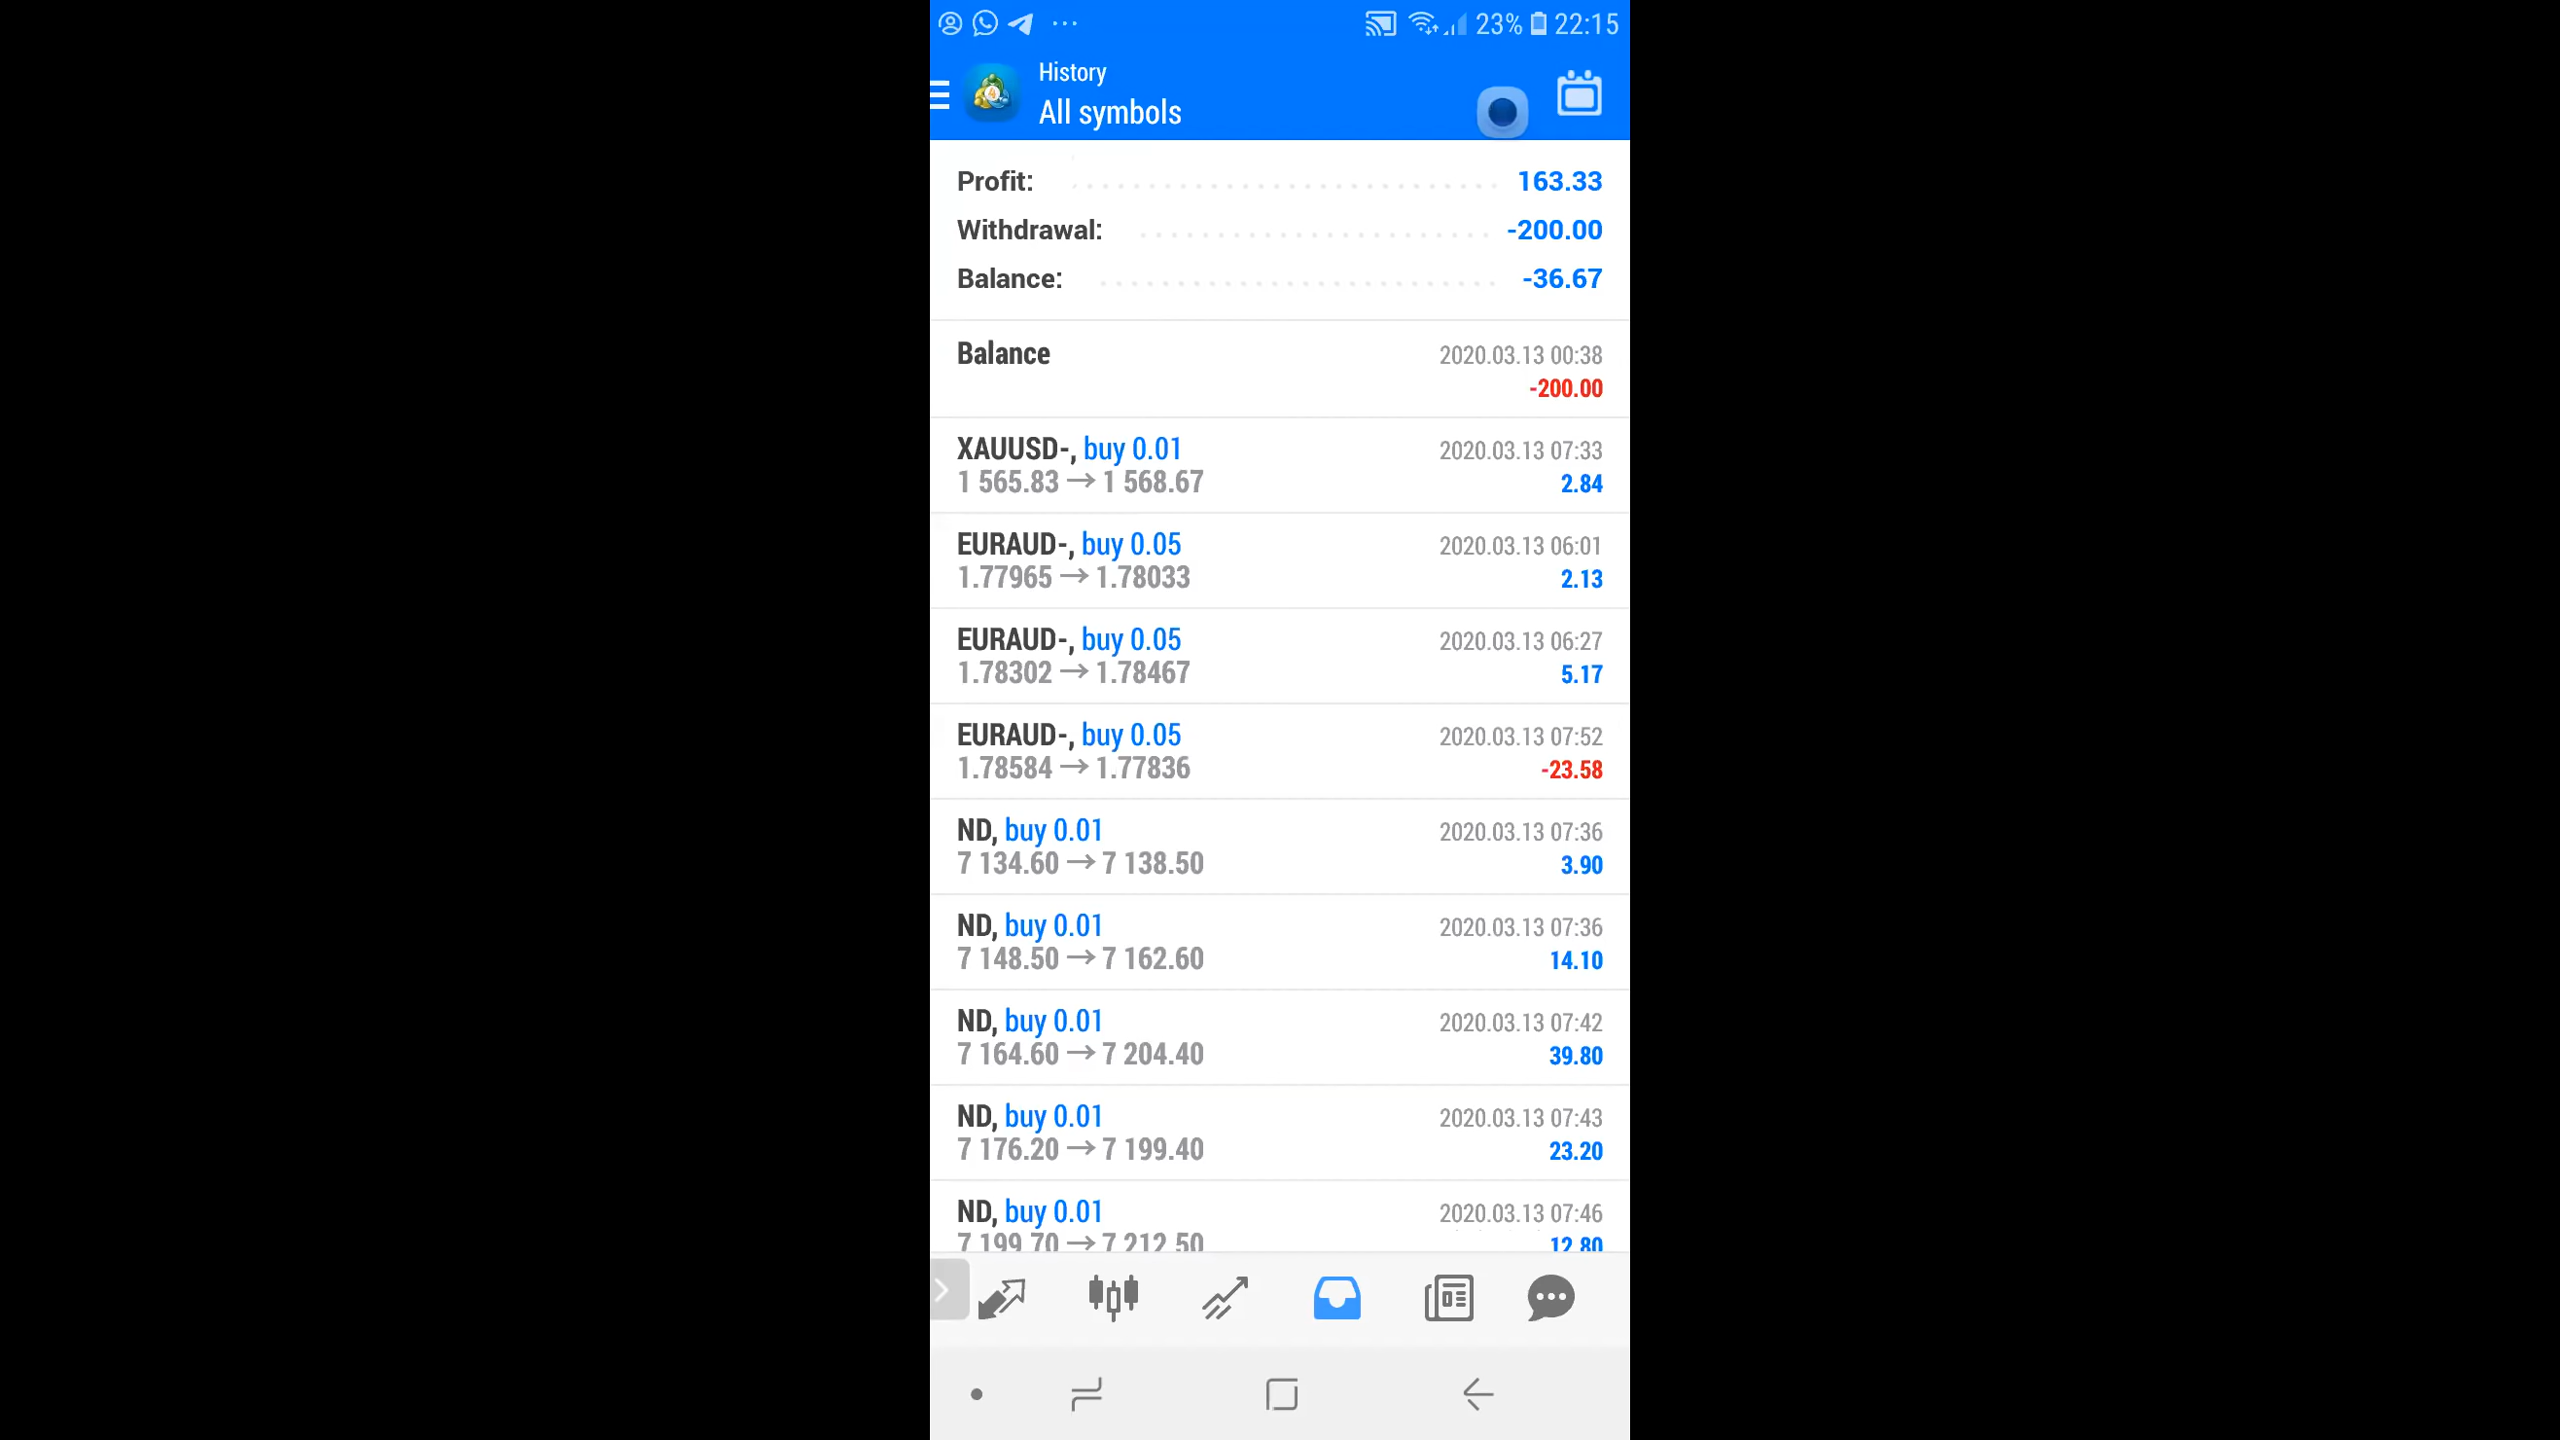 23% 22:15
History
All symbols
Profit: 163.33
Withdrawal: -200.00
Balance: -36.67
Balance 2020.03.13 00:38
-200.00
XAUUSD-, buy 0.01 2020.03.13 07:33
1 565.83 → 1 568.67 2.84
EURAUD-, buy 0.05 2020.03.13 06:01
1.77965 → 1.78033 2.13
EURAUD-, buy 0.05 2020.03.13 06:27
1.78302 → 1.78467 5.17
EURAUD-, buy 0.05 2020.03.13 07:52
1.78584 → 1.77836 -23.58
ND, buy 0.01 2020.03.13 07:36
7 134.60 → 7 138.50 3.90
ND, buy 0.01 2020.03.13 07:36
7 148.50 → 7 162.60 14.10
ND, buy 0.01 2020.03.13 07:42
7 164.60 → 7 204.40 39.80
ND, buy 0.01 2020.03.13 07:43
7 176.20 → 7 199.40 23.20
ND, buy 0.01 2020.03.13 07:46
7 199.70 → 7 212.50 12.80